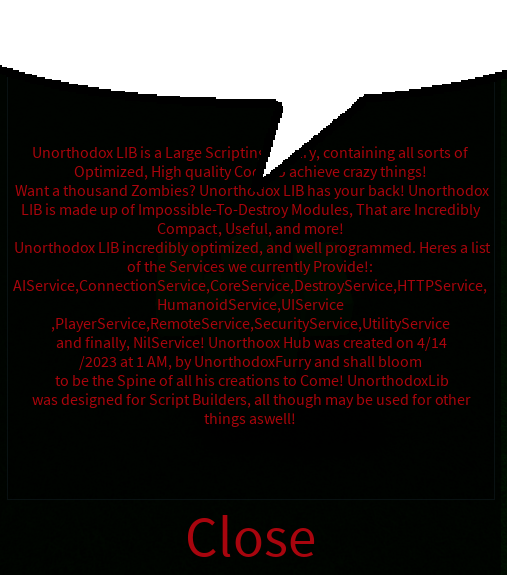 Unorthodox LIB is a Large Scripting containing all sorts of
Optimized, High quality achieve crazy things!
Want a thousand Zombies? Unorthodox LIB has your back! Unorthodox
LIB is made up of Impossible-To-Destroy Modules, That are Incredibly
Compact, Useful, and more!
Unorthodox LIB incredibly optimized, and well programmed. Heres a list
of the Services we currently Provide!:
AIService,ConnectionService,CoreService,DestroyService,HTTPService,
HumanoidService,UIService
,PlayerService,RemoteService,SecurityService,UtilityService
and finally, NilService! Unorthoox Hub was created on 4/14
/2023 at 1 AM, by UnorthodoxFurry and shall bloom
to be the Spine of all his creations to Come! UnorthodoxLib
was designed for Script Builders, all though may be used for other
things aswell!
Close